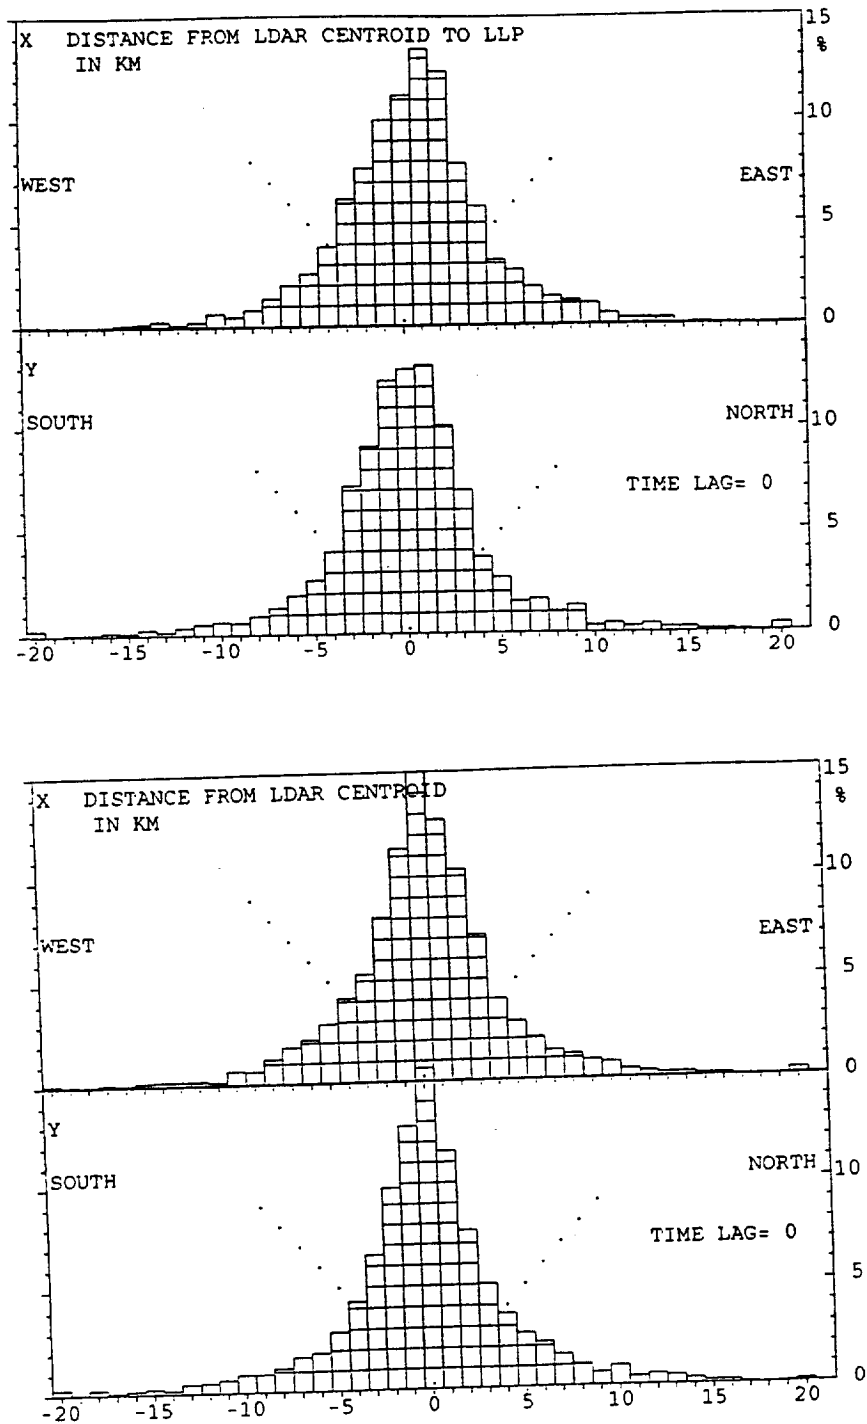 X DISTANCE FROM LDAR CENTROID TO LLP
IN KM
15
%
10
WEST
EAST
5
0
Y
SOUTH
NORTH
10
TIME LAG= 0
5
0
-20 -15 -10 -5 0 5 10 15 20
X DISTANCE FROM LDAR CENTROID
IN KM
15
%
10
WEST
EAST
5
0
Y
SOUTH
NORTH
10
TIME LAG= 0
5
0
-20 -15 -10 -5 0 5 10 15 20